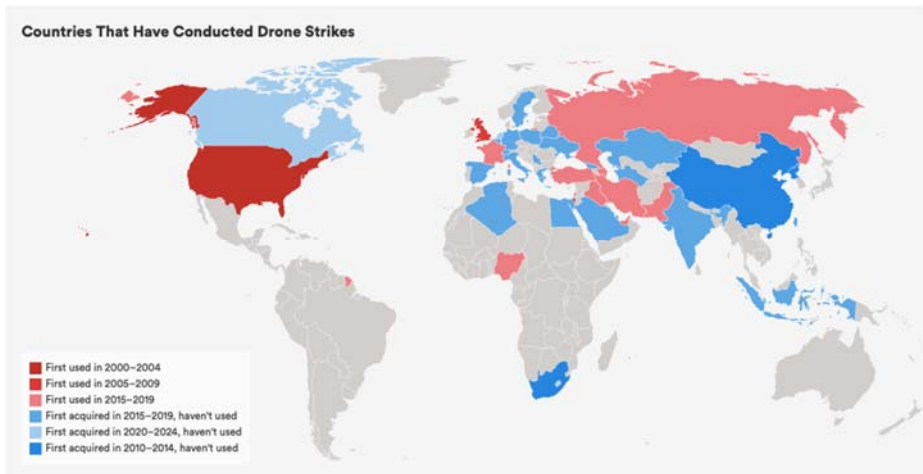 Countries That Have Conducted Drone Strikes
First used in 2000–2004
First used in 2005–2009
First used in 2015–2019
First acquired in 2015–2019, haven't used
First acquired in 2020–2024, haven't used
First acquired in 2010–2014, haven't used